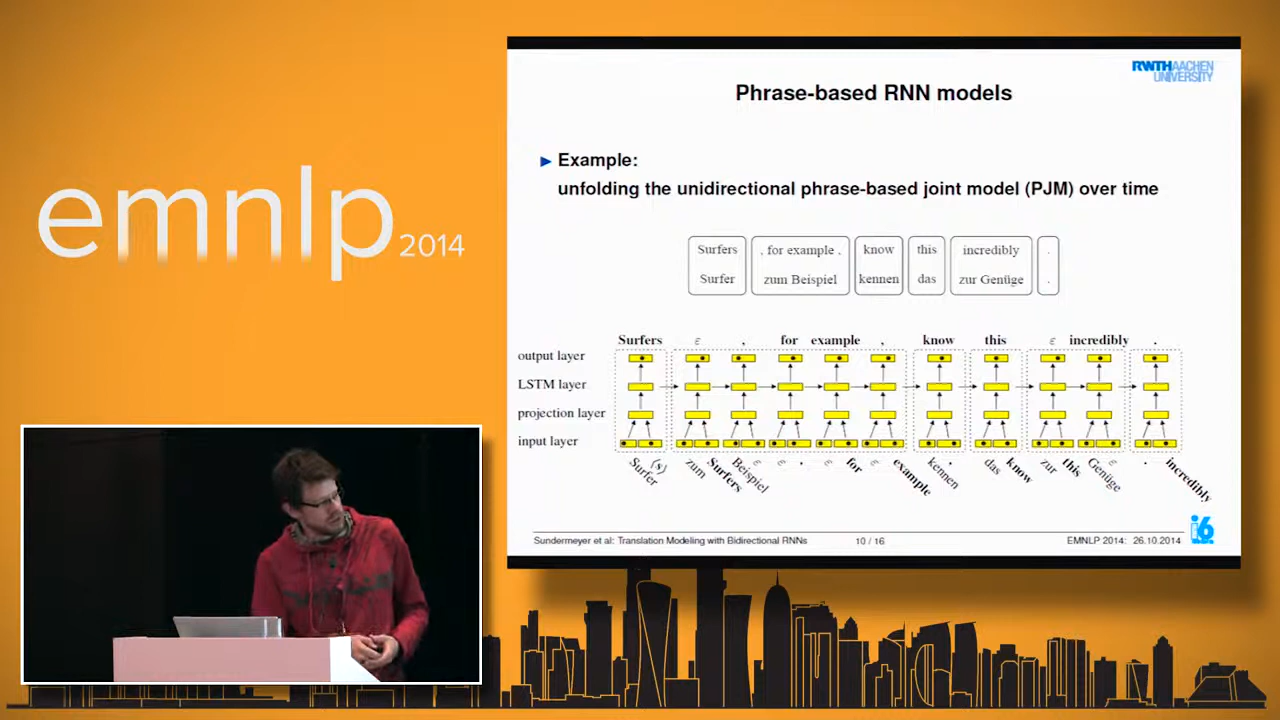 emnlp 2014
RWTHAACHEN
UNIVERSITY
Phrase-based RNN models
Example:
unfolding the unidirectional phrase-based joint model (PJM) over time
Surfers , for example , know this incredibly .
Surfer zum Beispiel kennen das zur Genüge .
Surfers ε , for example , know this ε incredibly .
output layer
LSTM layer
projection layer
input layer
Surfer ⟨s⟩ zum Surfers Beispiel ε ε , ε for ε example kennen , das know zur this Genüge ε . incredibly
Sundermeyer et al: Translation Modeling with Bidirectional RNNs 10 / 16 EMNLP 2014: 26.10.2014
i6